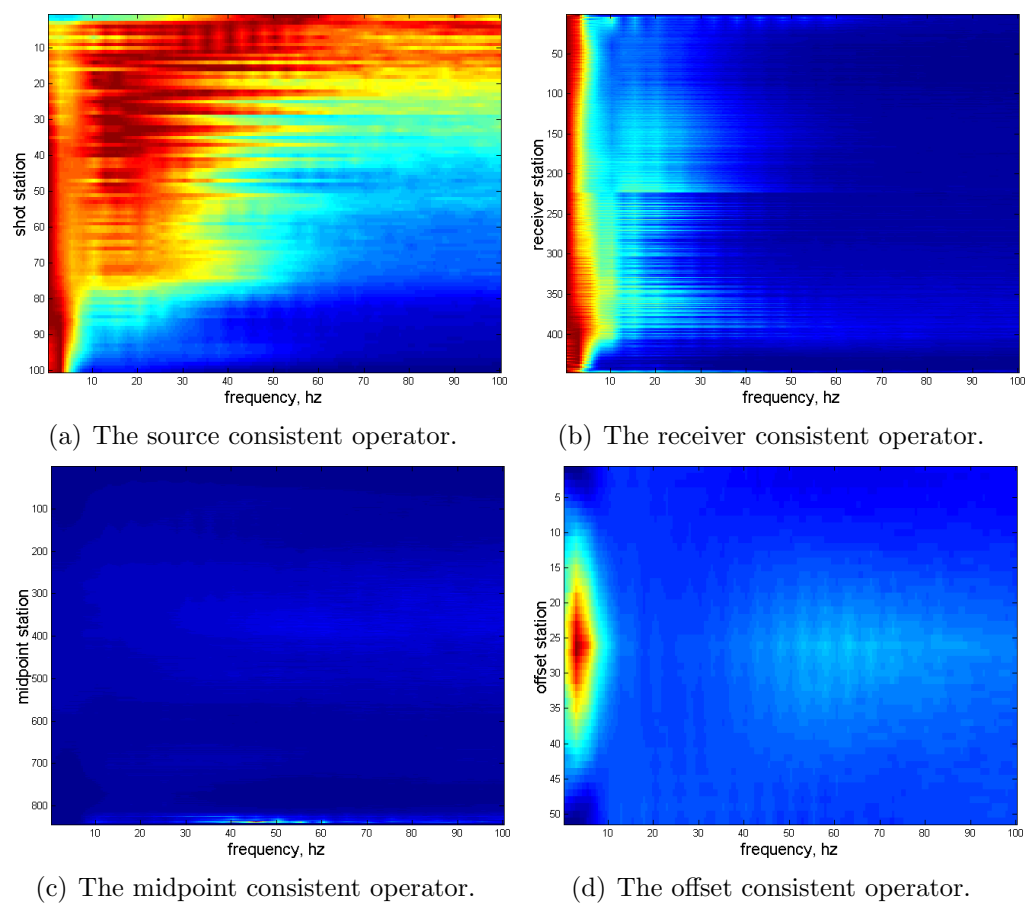 10
20
30
40
50
60
70
80
90
100
shot station
10 20 30 40 50 60 70 80 90 100
frequency, hz
(a) The source consistent operator.
50
100
150
200
250
300
350
400
receiver station
10 20 30 40 50 60 70 80 90 100
frequency, hz
(b) The receiver consistent operator.
100
200
300
400
500
600
700
800
midpoint station
10 20 30 40 50 60 70 80 90 100
frequency, hz
(c) The midpoint consistent operator.
5
10
15
20
25
30
35
40
45
50
offset station
10 20 30 40 50 60 70 80 90 100
frequency, hz
(d) The offset consistent operator.